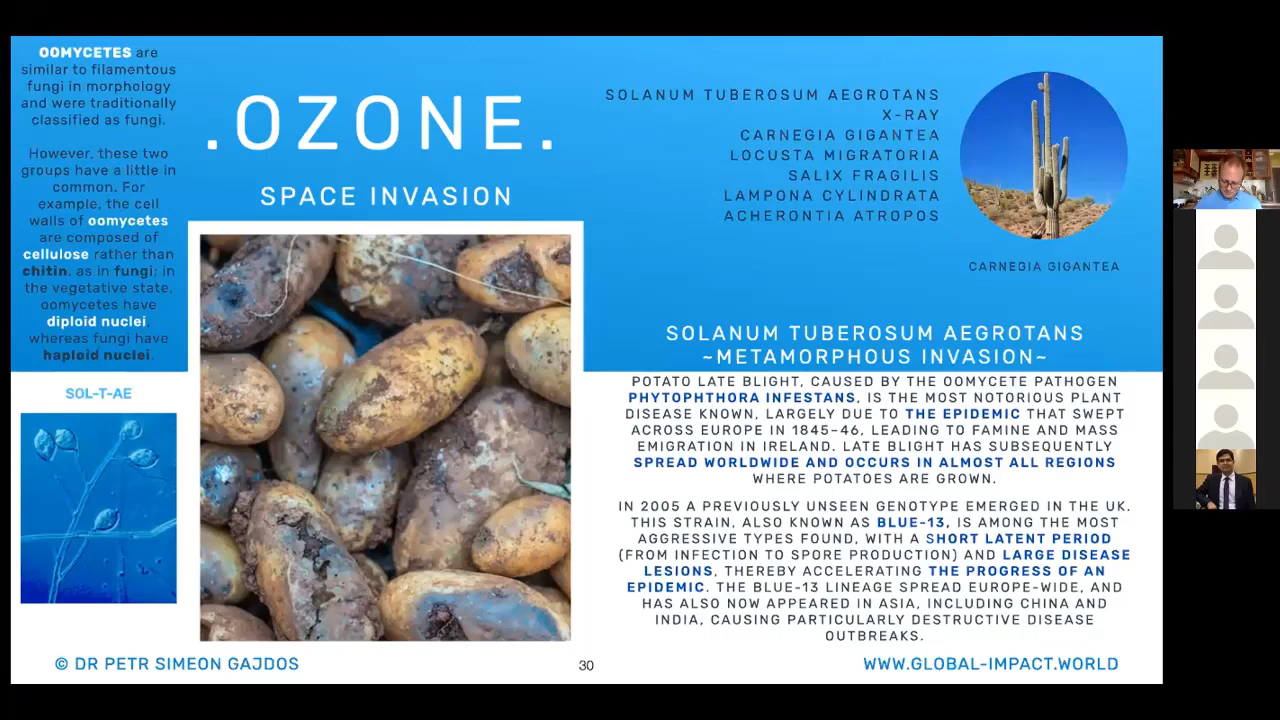 OOMYCETES are
similar to filamentous
fungi in morphology
and were traditionally
classified as fungi.
However, these two
groups have a little in
common. For
example, the cell
walls of oomycetes
are composed of
cellulose rather than
chitin, as in fungi; in
the vegetative state,
oomycetes have
diploid nuclei,
whereas fungi have
haploid nuclei.
SOL-T-AE
.OZONE.
SPACE INVASION
SOLANUM TUBEROSUM AEGROTANS
X-RAY
CARNEGIA GIGANTEA
LOCUSTA MIGRATORIA
SALIX FRAGILIS
LAMPONA CYLINDRATA
ACHERONTIA ATROPOS
CARNEGIA GIGANTEA
SOLANUM TUBEROSUM AEGROTANS
~METAMORPHOUS INVASION~
POTATO LATE BLIGHT, CAUSED BY THE OOMYCETE PATHOGEN
PHYTOPHTHORA INFESTANS, IS THE MOST NOTORIOUS PLANT
DISEASE KNOWN, LARGELY DUE TO THE EPIDEMIC THAT SWEPT
ACROSS EUROPE IN 1845-46, LEADING TO FAMINE AND MASS
EMIGRATION IN IRELAND. LATE BLIGHT HAS SUBSEQUENTLY
SPREAD WORLDWIDE AND OCCURS IN ALMOST ALL REGIONS
WHERE POTATOES ARE GROWN.
IN 2005 A PREVIOUSLY UNSEEN GENOTYPE EMERGED IN THE UK.
THIS STRAIN, ALSO KNOWN AS BLUE-13, IS AMONG THE MOST
AGGRESSIVE TYPES FOUND, WITH A SHORT LATENT PERIOD
(FROM INFECTION TO SPORE PRODUCTION) AND LARGE DISEASE
LESIONS, THEREBY ACCELERATING THE PROGRESS OF AN
EPIDEMIC. THE BLUE-13 LINEAGE SPREAD EUROPE-WIDE, AND
HAS ALSO NOW APPEARED IN ASIA, INCLUDING CHINA AND
INDIA, CAUSING PARTICULARLY DESTRUCTIVE DISEASE
OUTBREAKS.
© DR PETR SIMEON GAJDOS
30
WWW.GLOBAL-IMPACT.WORLD